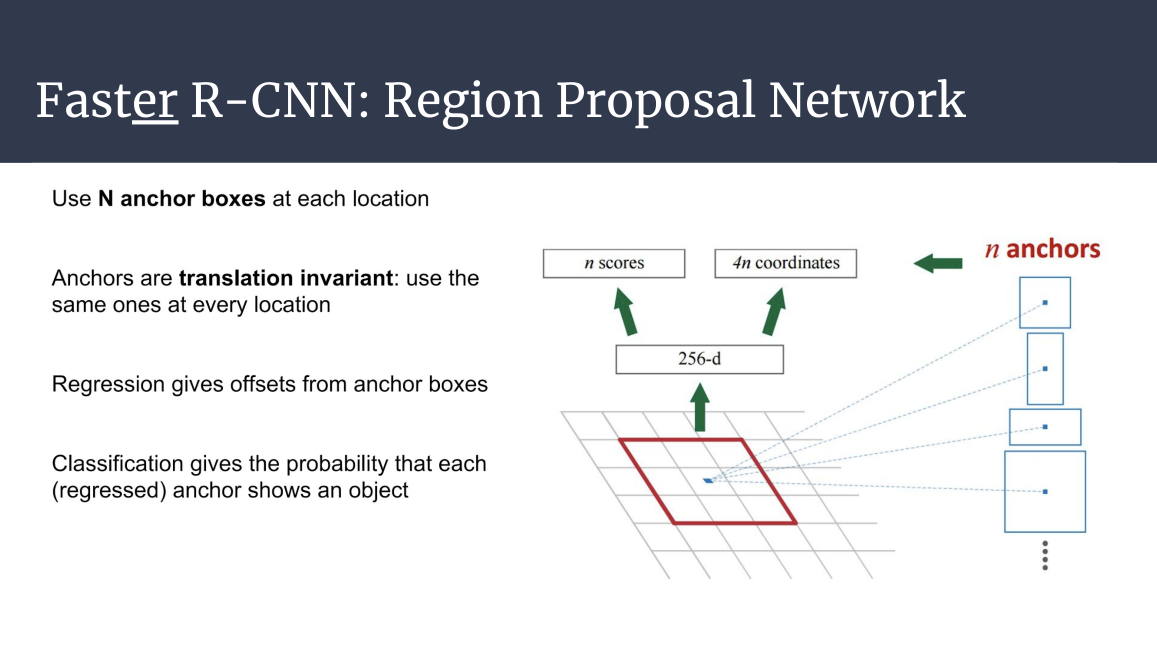 Faster R-CNN: Region Proposal Network
Use N anchor boxes at each location
Anchors are translation invariant: use the
same ones at every location
Regression gives offsets from anchor boxes
Classification gives the probability that each
(regressed) anchor shows an object
n anchors
n scores
4n coordinates
256-d